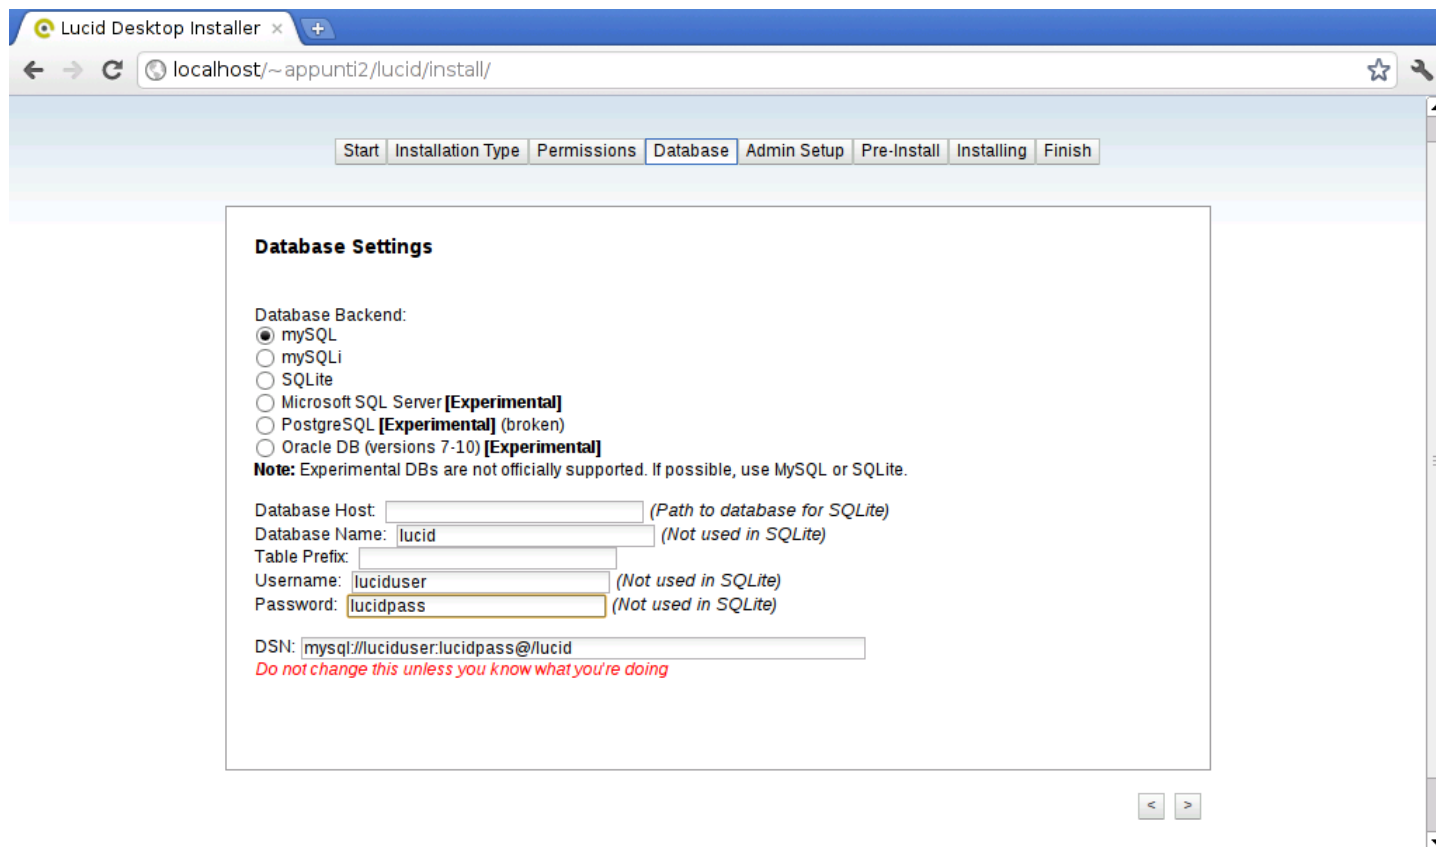 Lucid Desktop Installer
localhost/~appunti2/lucid/install/
Start Installation Type Permissions Database Admin Setup Pre-Install Installing Finish
Database Settings
Database Backend:
mySQL
mySQLi
SQLite
Microsoft SQL Server [Experimental]
PostgreSQL [Experimental] (broken)
Oracle DB (versions 7-10) [Experimental]
Note: Experimental DBs are not officially supported. If possible, use MySQL or SQLite.
Database Host: (Path to database for SQLite)
Database Name: lucid (Not used in SQLite)
Table Prefix:
Username: luciduser (Not used in SQLite)
Password: lucidpass (Not used in SQLite)
DSN: mysql://luciduser:lucidpass@/lucid
Do not change this unless you know what you're doing
< >